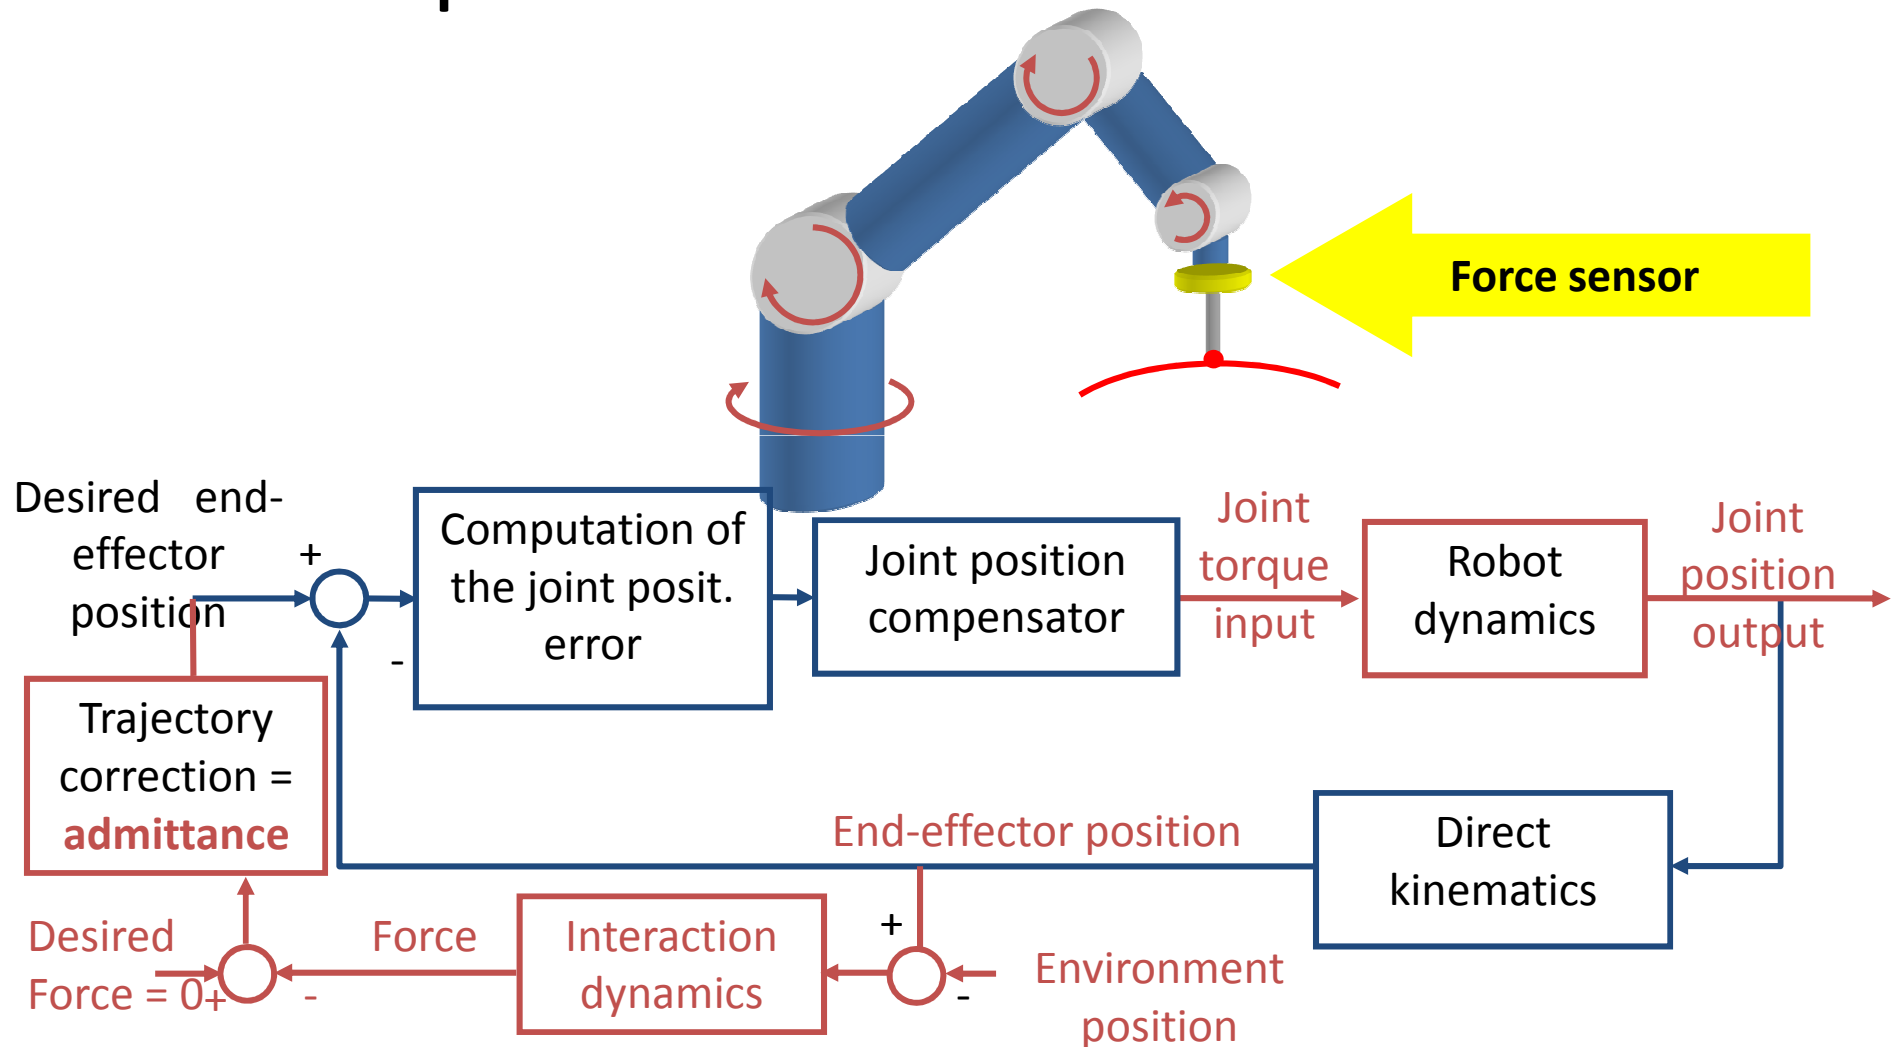 Force sensor
Desired end-
effector
position
+
-
Computation of
the joint posit.
error
Joint position
compensator
Joint
torque
input
Robot
dynamics
Joint
position
output
Trajectory
correction =
admittance
End-effector position
Direct
kinematics
Desired
Force = 0
+
-
Force
Interaction
dynamics
+
-
Environment
position